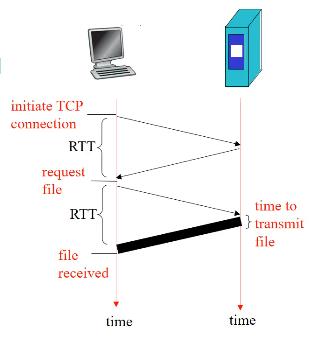 initiate TCP
connection
RTT
request
file
RTT
time to
transmit
file
file
received
time
time